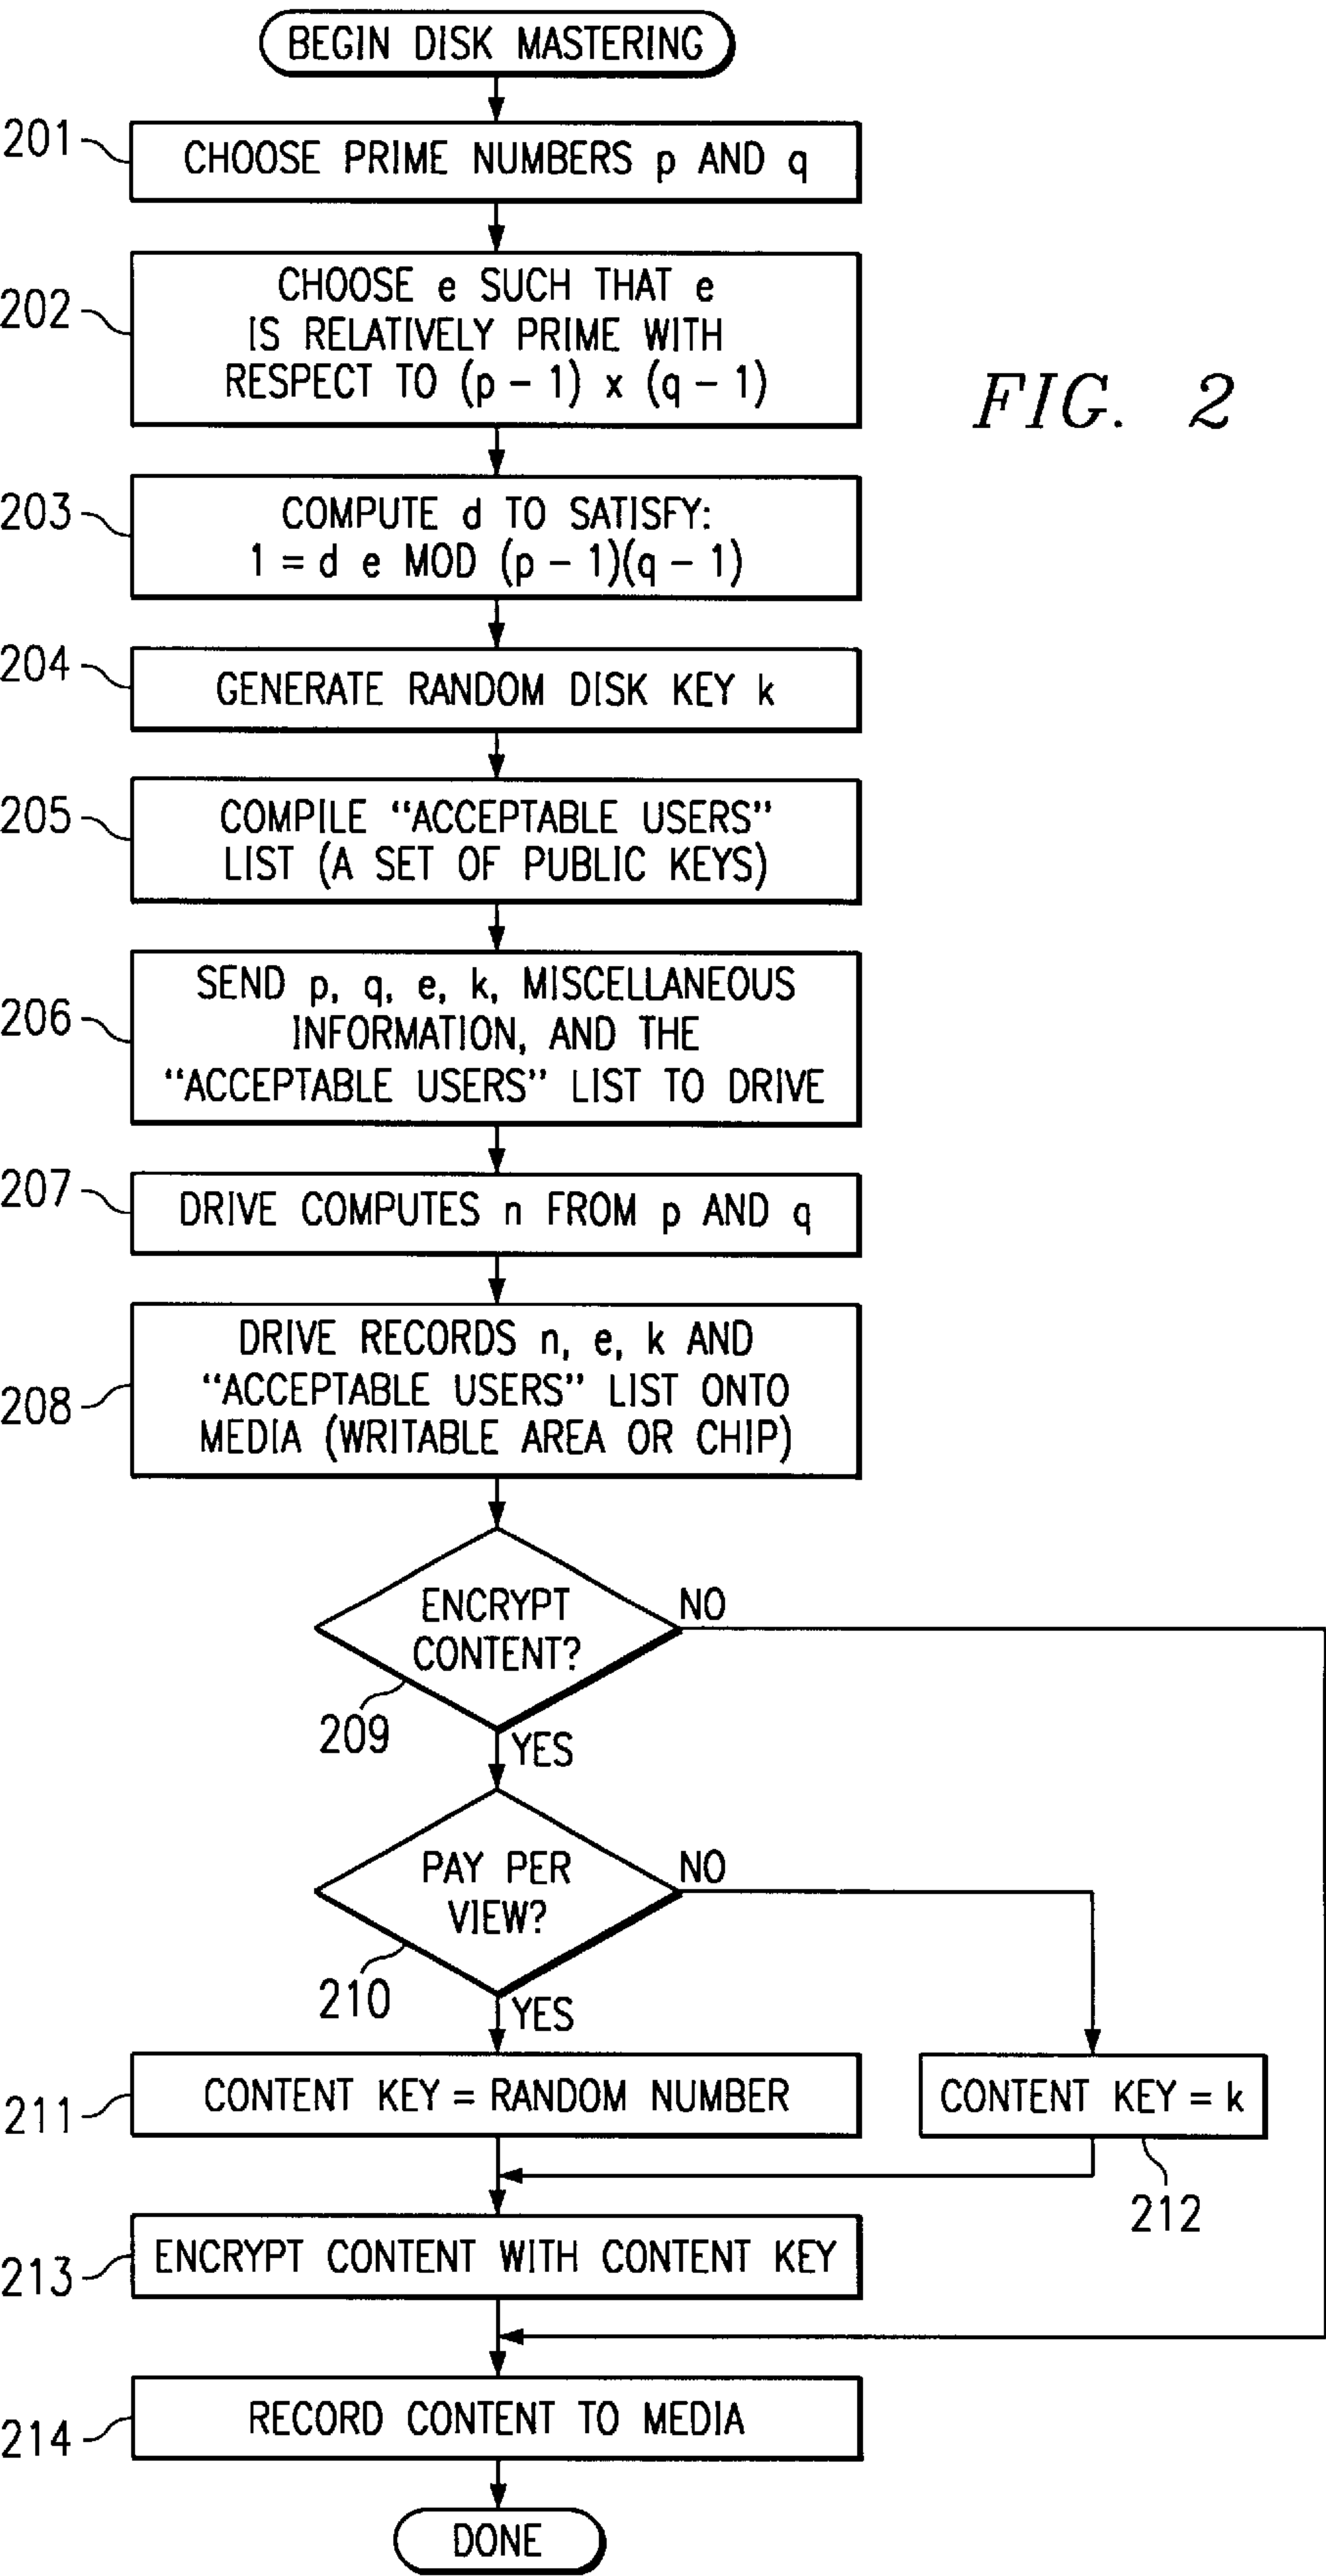 BEGIN DISK MASTERING
201
CHOOSE PRIME NUMBERS p AND q
202
CHOOSE e SUCH THAT e
IS RELATIVELY PRIME WITH
RESPECT TO (p – 1) x (q – 1)
FIG. 2
203
COMPUTE d TO SATISFY:
1 = d e MOD (p – 1)(q – 1)
204
GENERATE RANDOM DISK KEY k
205
COMPILE “ACCEPTABLE USERS”
LIST (A SET OF PUBLIC KEYS)
206
SEND p, q, e, k, MISCELLANEOUS
INFORMATION, AND THE
“ACCEPTABLE USERS” LIST TO DRIVE
207
DRIVE COMPUTES n FROM p AND q
208
DRIVE RECORDS n, e, k AND
“ACCEPTABLE USERS” LIST ONTO
MEDIA (WRITABLE AREA OR CHIP)
ENCRYPT
CONTENT?
NO
209
YES
PAY PER
VIEW?
NO
210
YES
211
CONTENT KEY = RANDOM NUMBER
CONTENT KEY = k
212
213
ENCRYPT CONTENT WITH CONTENT KEY
214
RECORD CONTENT TO MEDIA
DONE